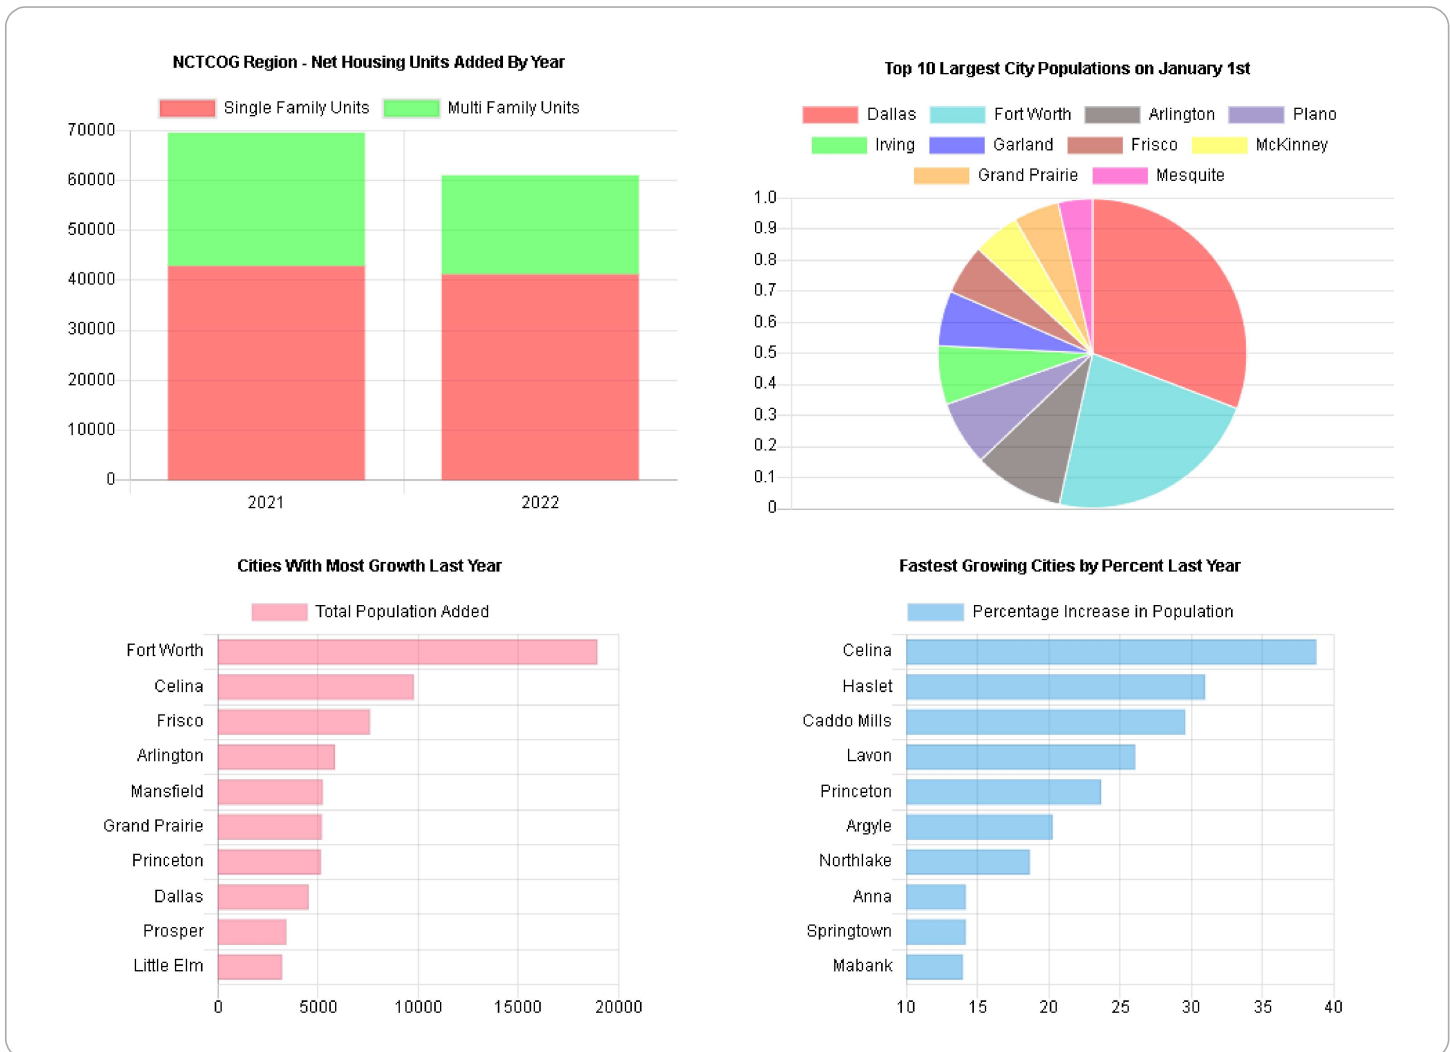 NCTCOG Region - Net Housing Units Added By Year
Single Family Units Multi Family Units
70000
60000
50000
40000
30000
20000
10000
0
2021 2022
Top 10 Largest City Populations on January 1st
Dallas Fort Worth Arlington Plano
Irving Garland Frisco McKinney
Grand Prairie Mesquite
1.0
0.9
0.8
0.7
0.6
0.5
0.4
0.3
0.2
0.1
0
Cities With Most Growth Last Year
Total Population Added
Fort Worth
Celina
Frisco
Arlington
Mansfield
Grand Prairie
Princeton
Dallas
Prosper
Little Elm
0 5000 10000 15000 20000
Fastest Growing Cities by Percent Last Year
Percentage Increase in Population
Celina
Haslet
Caddo Mills
Lavon
Princeton
Argyle
Northlake
Anna
Springtown
Mabank
10 15 20 25 30 35 40